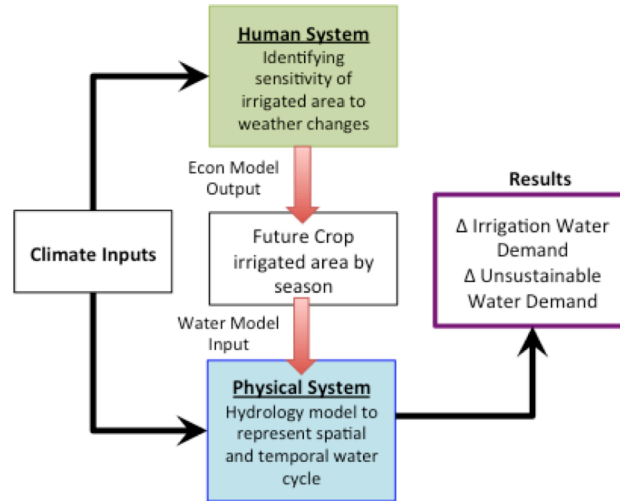 Human System
Identifying
sensitivity of
irrigated area to
weather changes
Econ Model
Output
Results
Climate Inputs
Future Crop
irrigated area by
season
Δ Irrigation Water
Demand
Δ Unsustainable
Water Demand
Water Model
Input
Physical System
Hydrology model to
represent spatial
and temporal water
cycle